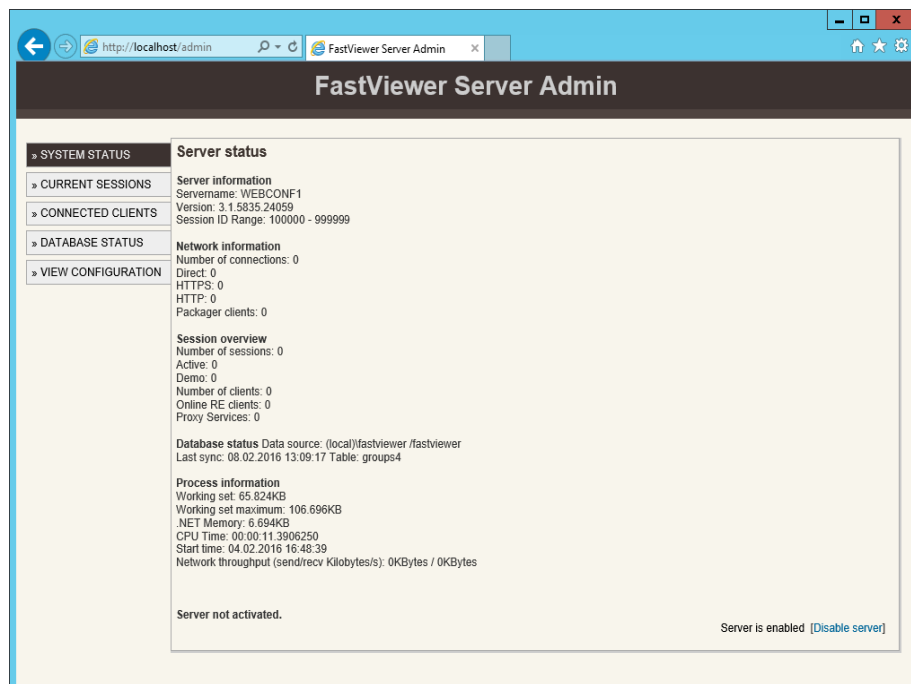 http://localhost/admin
FastViewer Server Admin
FastViewer Server Admin
» SYSTEM STATUS
» CURRENT SESSIONS
» CONNECTED CLIENTS
» DATABASE STATUS
» VIEW CONFIGURATION
Server status
Server information
Servername: WEBCONF1
Version: 3.1.5835.24059
Session ID Range: 100000 - 999999
Network information
Number of connections: 0
Direct: 0
HTTPS: 0
HTTP: 0
Packager clients: 0
Session overview
Number of sessions: 0
Active: 0
Demo: 0
Number of clients: 0
Online RE clients: 0
Proxy Services: 0
Database status Data source: (local)\fastviewer /fastviewer
Last sync: 08.02.2016 13:09:17 Table: groups4
Process information
Working set: 65.824KB
Working set maximum: 106.696KB
.NET Memory: 6.694KB
CPU Time: 00:00:11.3906250
Start time: 04.02.2016 16:48:39
Network throughput (send/recv Kilobytes/s): 0KBytes / 0KBytes
Server not activated.
Server is enabled [Disable server]